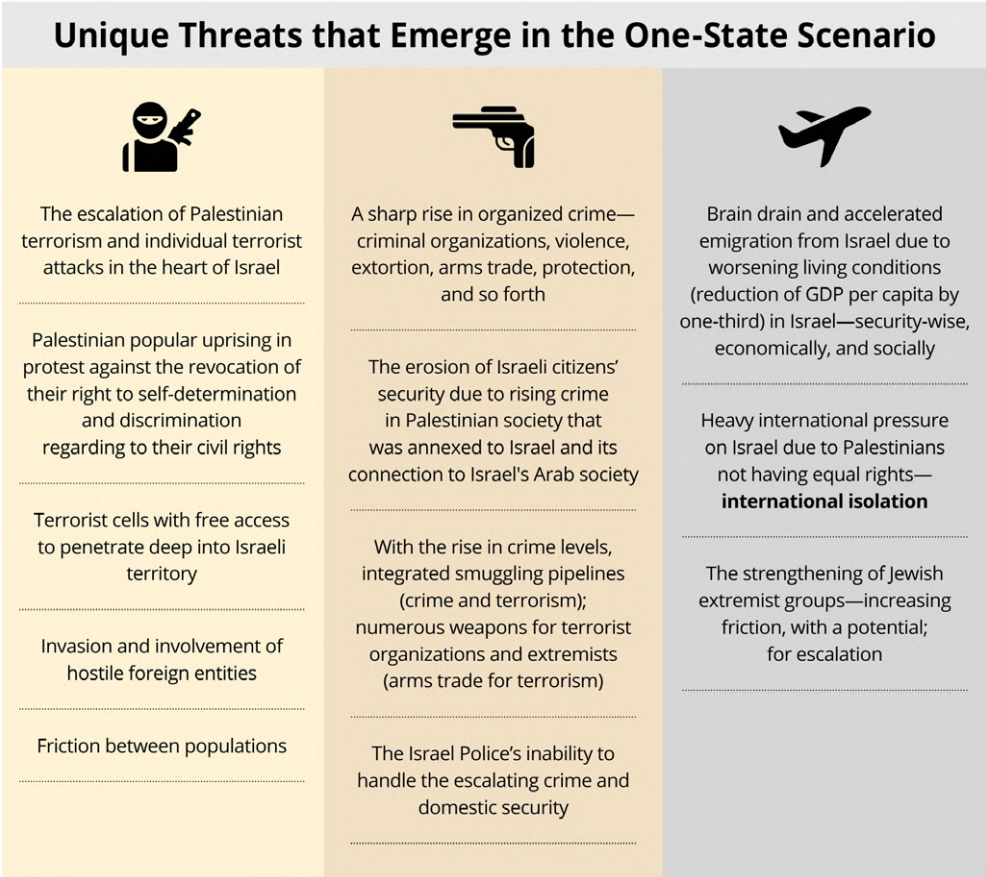 Unique Threats that Emerge in the One-State Scenario
The escalation of Palestinian
terrorism and individual terrorist
attacks in the heart of Israel
Palestinian popular uprising in
protest against the revocation of
their right to self-determination
and discrimination
regarding to their civil rights
Terrorist cells with free access
to penetrate deep into Israeli
territory
Invasion and involvement of
hostile foreign entities
Friction between populations
A sharp rise in organized crime—
criminal organizations, violence,
extortion, arms trade, protection,
and so forth
The erosion of Israeli citizens’
security due to rising crime
in Palestinian society that
was annexed to Israel and its
connection to Israel's Arab society
With the rise in crime levels,
integrated smuggling pipelines
(crime and terrorism);
numerous weapons for terrorist
organizations and extremists
(arms trade for terrorism)
The Israel Police’s inability to
handle the escalating crime and
domestic security
Brain drain and accelerated
emigration from Israel due to
worsening living conditions
(reduction of GDP per capita by
one-third) in Israel—security-wise,
economically, and socially
Heavy international pressure
on Israel due to Palestinians
not having equal rights—
international isolation
The strengthening of Jewish
extremist groups—increasing
friction, with a potential;
for escalation